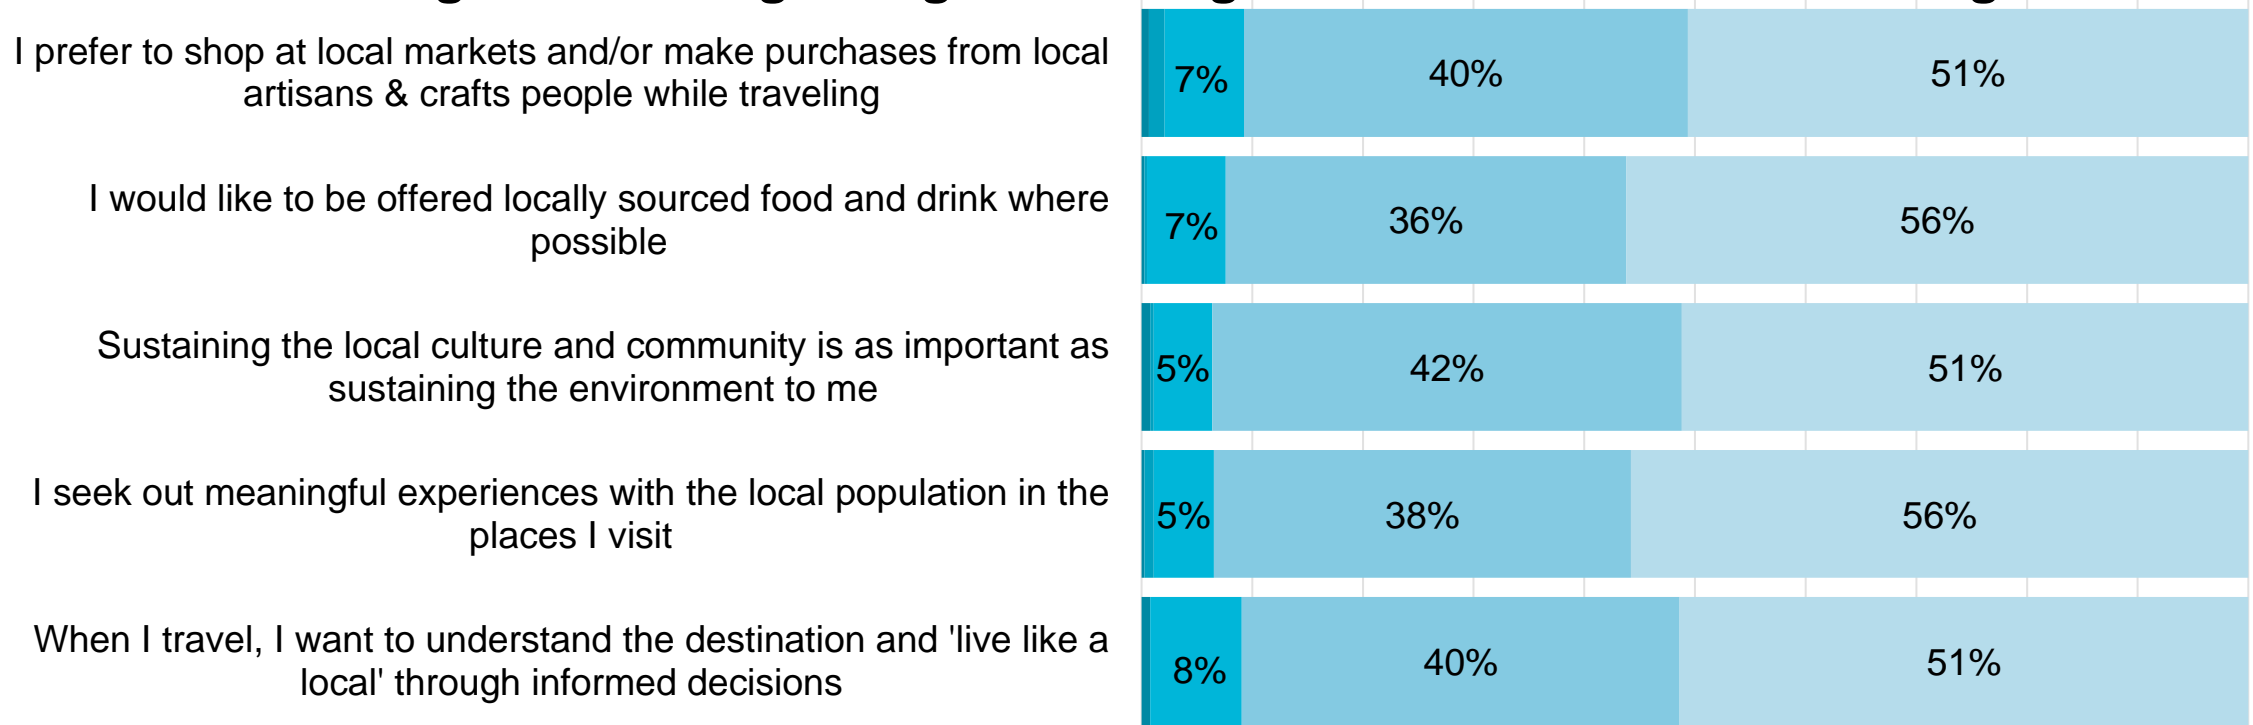 I prefer to shop at local markets and/or make purchases from local
artisans & crafts people while traveling
7% 40% 51%
I would like to be offered locally sourced food and drink where
possible
7% 36% 56%
Sustaining the local culture and community is as important as
sustaining the environment to me
5% 42% 51%
I seek out meaningful experiences with the local population in the
places I visit
5% 38% 56%
When I travel, I want to understand the destination and 'live like a
local' through informed decisions
8% 40% 51%